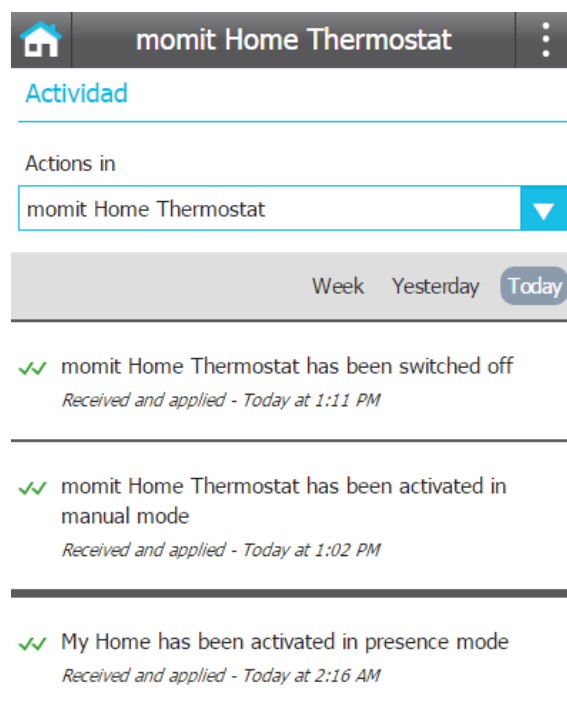 momit Home Thermostat
Actividad
Actions in
momit Home Thermostat
Week Yesterday Today
momit Home Thermostat has been switched off
Received and applied - Today at 1:11 PM
momit Home Thermostat has been activated in
manual mode
Received and applied - Today at 1:02 PM
My Home has been activated in presence mode
Received and applied - Today at 2:16 AM